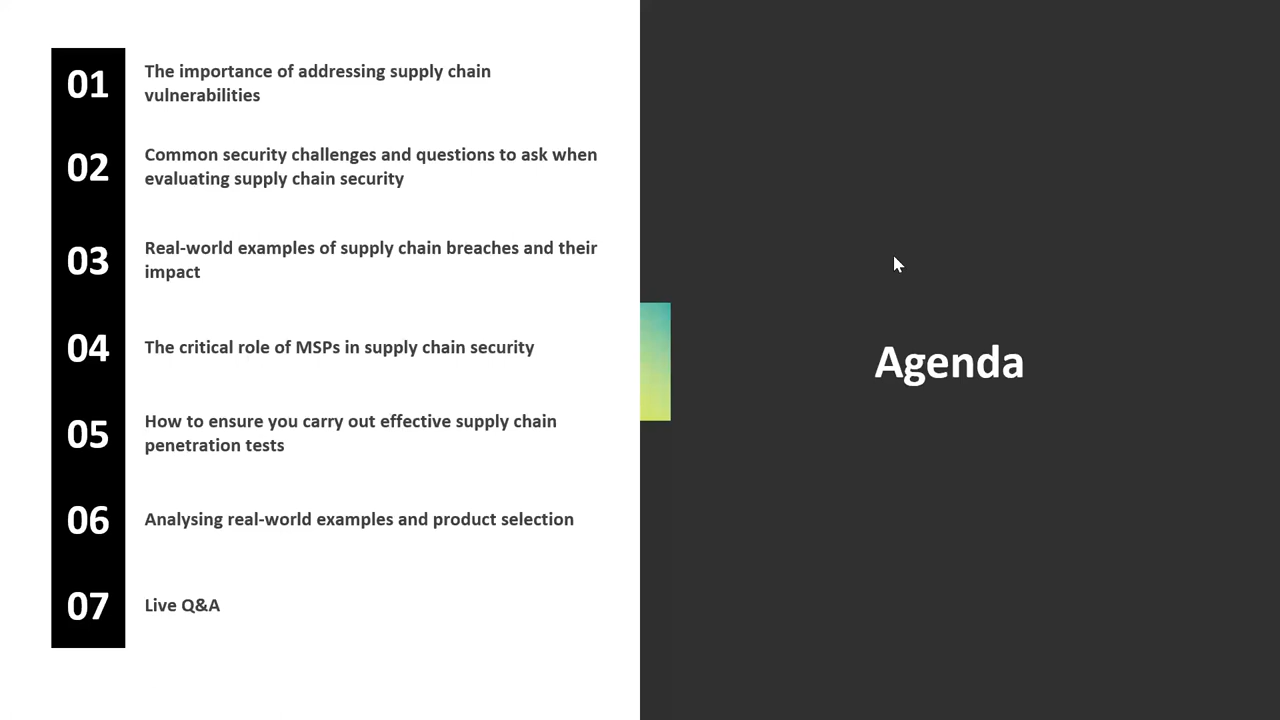 01
The importance of addressing supply chain
vulnerabilities
02
Common security challenges and questions to ask when
evaluating supply chain security
03
Real-world examples of supply chain breaches and their
impact
04
The critical role of MSPs in supply chain security
05
How to ensure you carry out effective supply chain
penetration tests
06
Analysing real-world examples and product selection
07
Live Q&A
Agenda